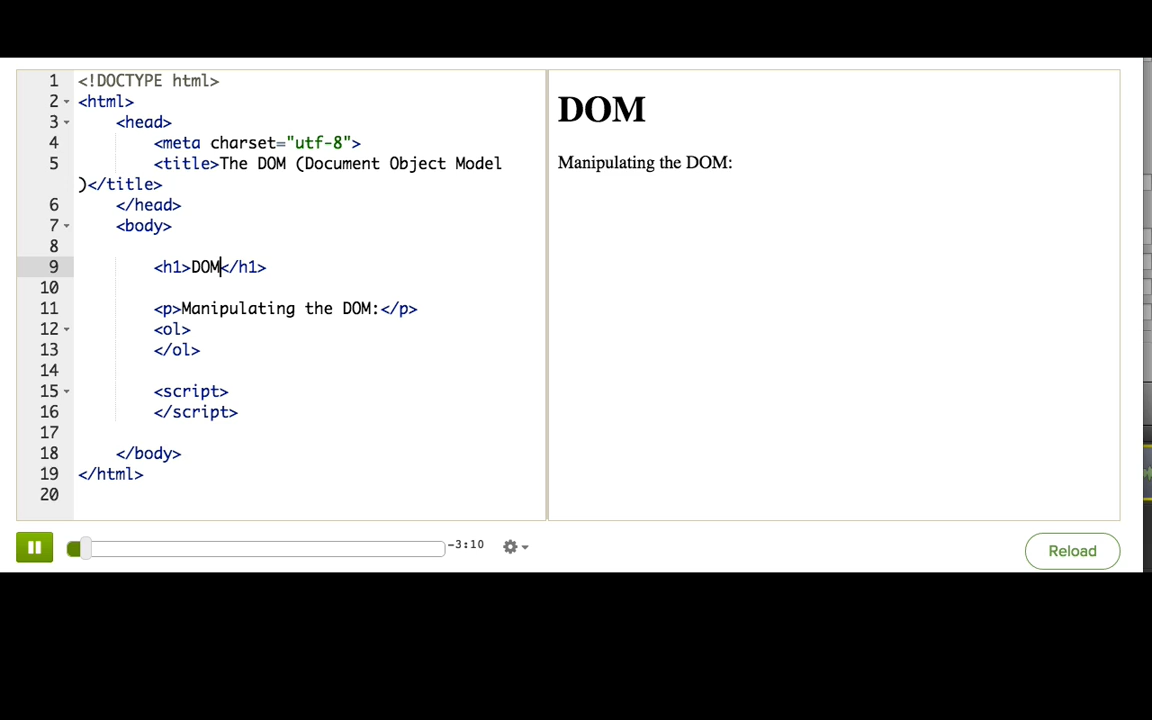 1 <!DOCTYPE html>
2 <html>
3 <head>
4 <meta charset="utf-8">
5 <title>The DOM (Document Object Model
)</title>
6 </head>
7 <body>
8
9 <h1>DOM</h1>
10
11 <p>Manipulating the DOM:</p>
12 <ol>
13 </ol>
14
15 <script>
16 </script>
17
18 </body>
19 </html>
20
DOM
Manipulating the DOM:
-3:10
Reload